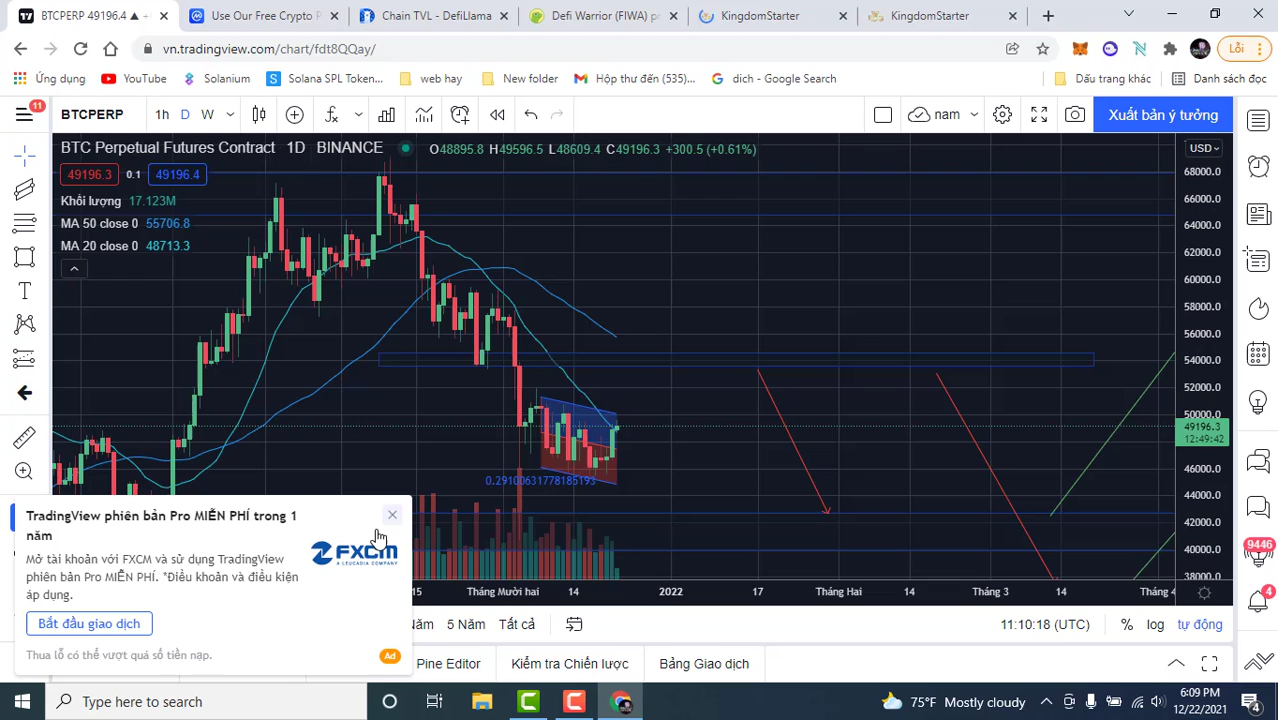 BTCPERP 49196.4 ▲ +
Use Our Free Crypto P
Chain TVL - DefiLlama
Defi Warrior (FIWA) pr
KingdomStarter
KingdomStarter
vn.tradingview.com/chart/fdt8QQay/
Lỗi
Ứng dụng
YouTube
Solanium
Solana SPL Token...
web hay
New folder
Hộp thư đến (535)...
dich - Google Search
Dấu trang khác
Danh sách đọc
11
BTCPERP
1h
D
W
nam
Xuất bản ý tưởng
BTC Perpetual Futures Contract 1D BINANCE
O48895.8 H49596.5 L48609.4 C49196.3 +300.5 (+0.61%)
USD
49196.3
0.1
49196.4
Khối lượng 17.123M
MA 50 close 0 55706.8
MA 20 close 0 48713.3
68000.0
66000.0
64000.0
62000.0
60000.0
58000.0
56000.0
54000.0
52000.0
50000.0
49196.3
12:49:42
46000.0
44000.0
42000.0
40000.0
38000.0
0.29100631778185193
TradingView phiên bản Pro MIỄN PHÍ trong 1
năm
Mở tài khoản với FXCM và sử dụng TradingView
phiên bản Pro MIỄN PHÍ. *Điều khoản và điều kiện
áp dụng.
FXCM
A LEUCADIA COMPANY
Bắt đầu giao dịch
Thua lỗ có thể vượt quá số tiền nạp.
Ad
15
Tháng Mười hai
14
2022
17
Tháng Hai
14
Tháng 3
14
Tháng 4
Năm
5 Năm
Tất cả
11:10:18 (UTC)
%
log
tự động
Pine Editor
Kiểm tra Chiến lược
Bảng Giao dịch
9446
4
Type here to search
75°F Mostly cloudy
6:09 PM
12/22/2021
4